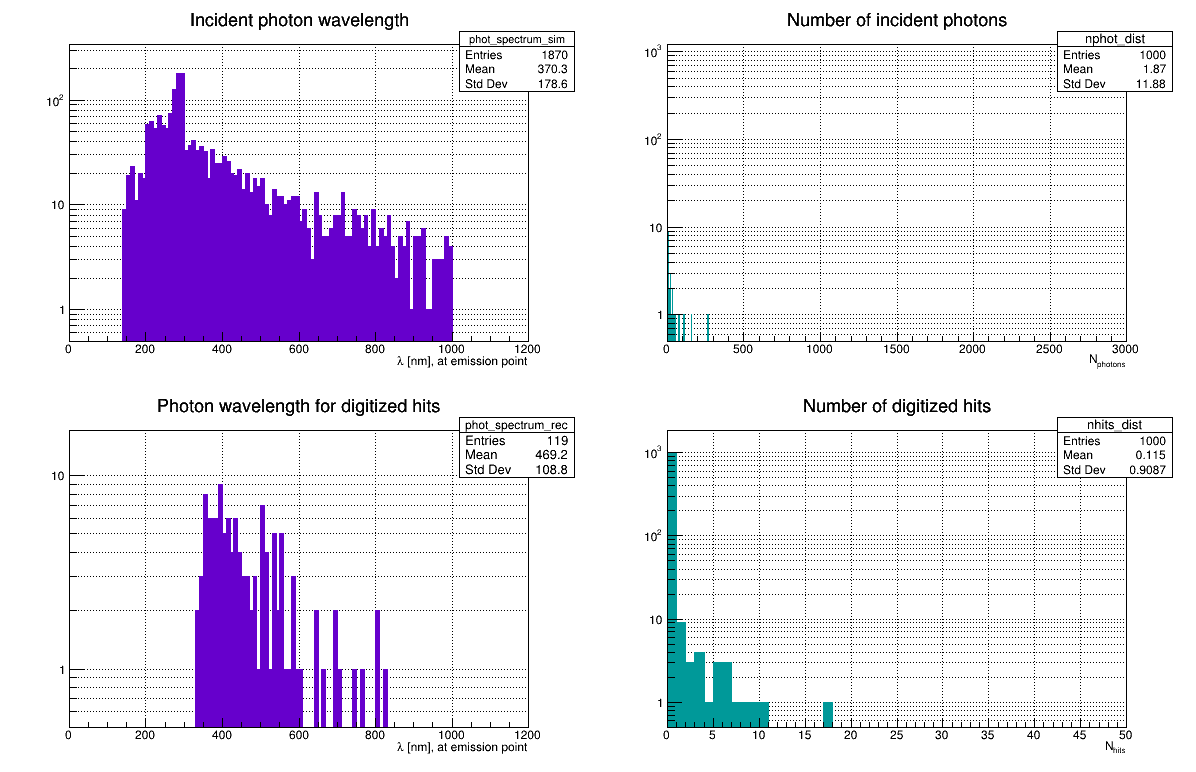 Incident photon wavelength
phot_spectrum_sim
Entries 1870
Mean 370.3
Std Dev 178.6
10²
10
1
0 200 400 600 800 1000 1200
λ [nm], at emission point
Number of incident photons
nphot_dist
Entries 1000
Mean 1.87
Std Dev 11.88
10³
10²
10
1
0 500 1000 1500 2000 2500 3000
N_photons
Photon wavelength for digitized hits
phot_spectrum_rec
Entries 119
Mean 469.2
Std Dev 108.8
10
1
0 200 400 600 800 1000 1200
λ [nm], at emission point
Number of digitized hits
nhits_dist
Entries 1000
Mean 0.115
Std Dev 0.9087
10³
10²
10
1
0 5 10 15 20 25 30 35 40 45 50
N_hits